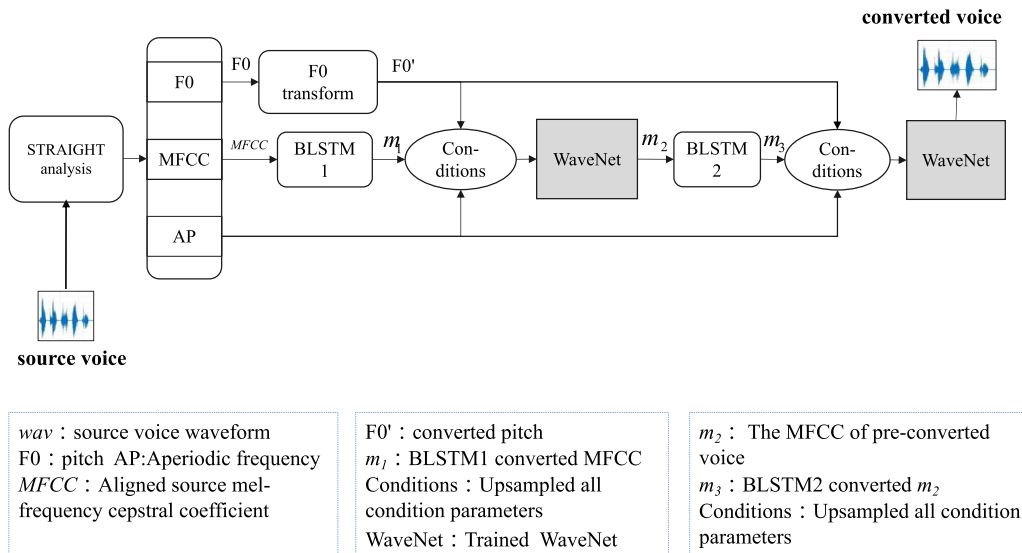 converted voice
F0
F0
F0
transform
F0'
STRAIGHT
analysis
MFCC
MFCC
BLSTM
1
m1
Con-
ditions
WaveNet
m2
BLSTM
2
m3
Con-
ditions
WaveNet
AP
source voice
wav：source voice waveform
F0：pitch AP:Aperiodic frequency
MFCC：Aligned source mel-
frequency cepstral coefficient
F0'：converted pitch
m1：BLSTM1 converted MFCC
Conditions：Upsampled all
condition parameters
WaveNet：Trained WaveNet
m2： The MFCC of pre-converted
voice
m3：BLSTM2 converted m2
Conditions：Upsampled all condition
parameters